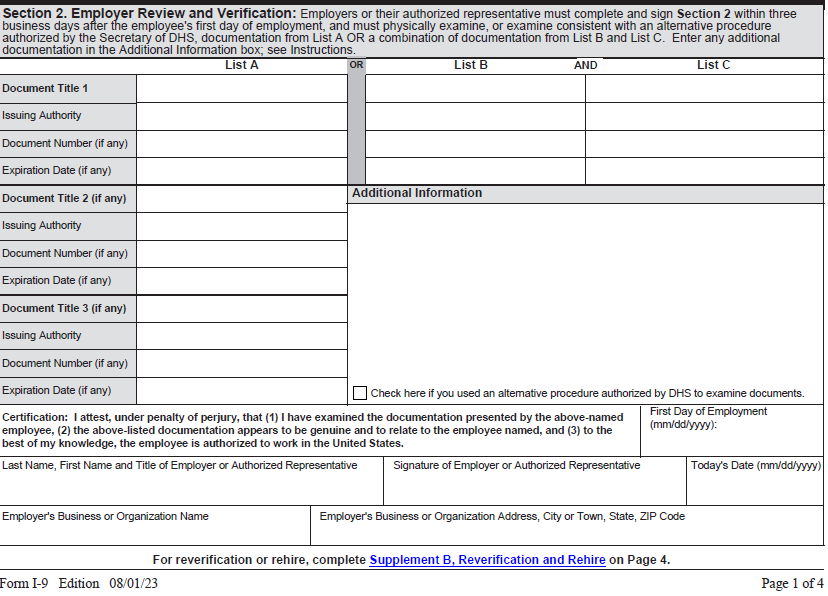 Section 2. Employer Review and Verification: Employers or their authorized representative must complete and sign Section 2 within three
business days after the employee's first day of employment, and must physically examine, or examine consistent with an alternative procedure
authorized by the Secretary of DHS, documentation from List A OR a combination of documentation from List B and List C. Enter any additional
documentation in the Additional Information box; see Instructions.
List A OR List B AND List C
Document Title 1
Issuing Authority
Document Number (if any)
Expiration Date (if any)
Document Title 2 (if any) Additional Information
Issuing Authority
Document Number (if any)
Expiration Date (if any)
Document Title 3 (if any)
Issuing Authority
Document Number (if any)
Expiration Date (if any) Check here if you used an alternative procedure authorized by DHS to examine documents.
Certification: I attest, under penalty of perjury, that (1) I have examined the documentation presented by the above-named
employee, (2) the above-listed documentation appears to be genuine and to relate to the employee named, and (3) to the
best of my knowledge, the employee is authorized to work in the United States.
First Day of Employment
(mm/dd/yyyy):
Last Name, First Name and Title of Employer or Authorized Representative Signature of Employer or Authorized Representative Today's Date (mm/dd/yyyy)
Employer's Business or Organization Name Employer's Business or Organization Address, City or Town, State, ZIP Code
For reverification or rehire, complete Supplement B, Reverification and Rehire on Page 4.
Form I-9 Edition 08/01/23 Page 1 of 4